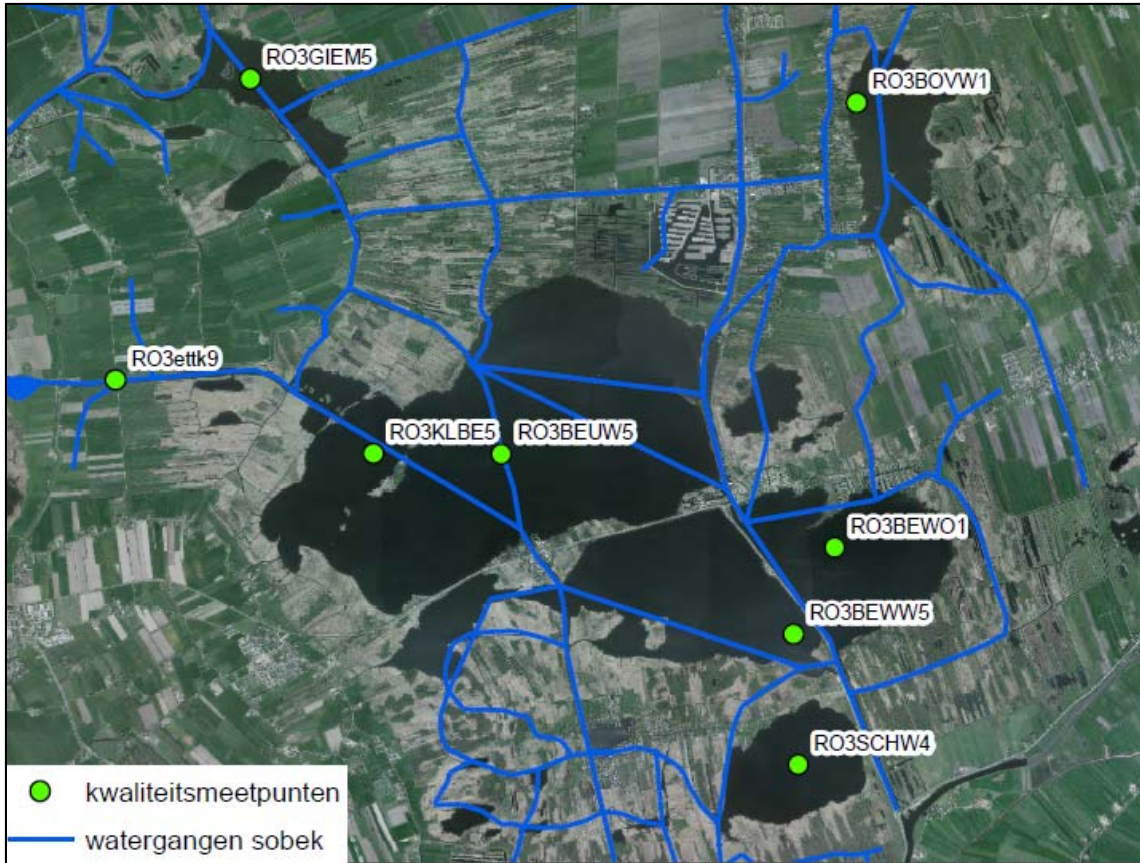 RO3GIEM5
RO3BOVW1
RO3ettk9
RO3KLBE5
RO3BEUW5
RO3BEWO1
RO3BEWW5
RO3SCHW4
kwaliteitsmeetpunten
watergangen sobek